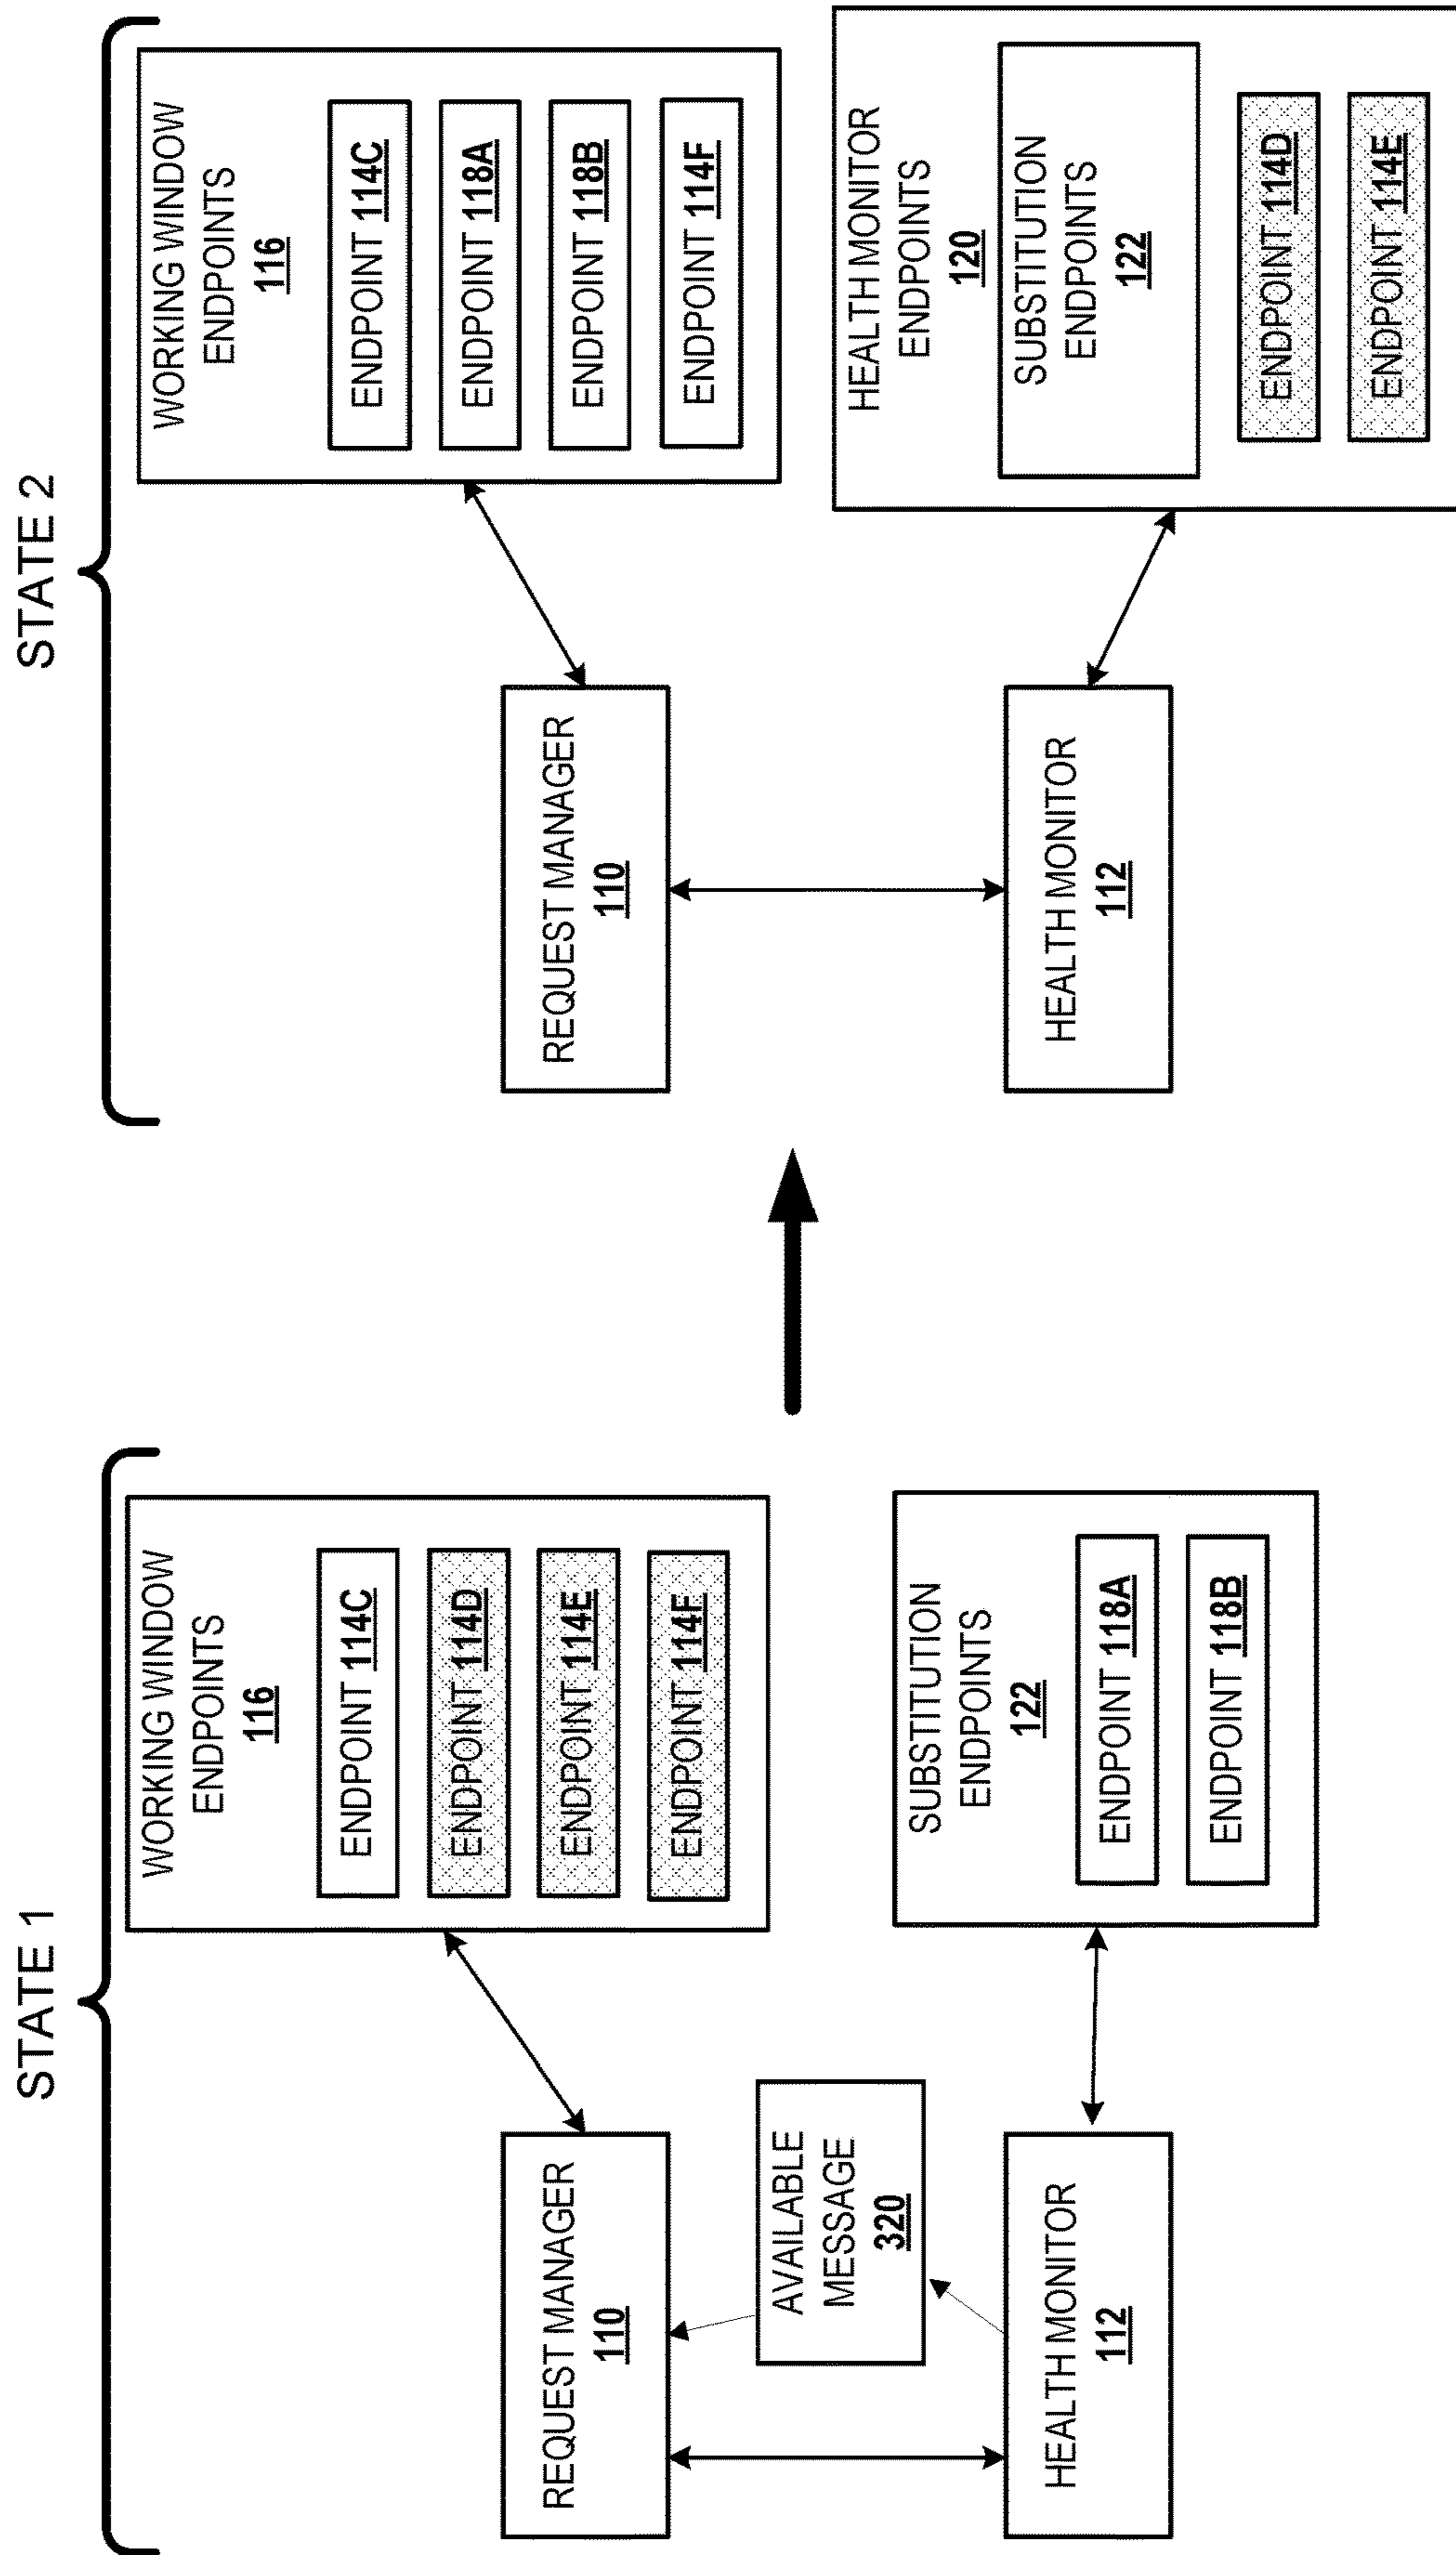 STATE 1
WORKING WINDOW
ENDPOINTS
116
ENDPOINT 114C
ENDPOINT 114D
ENDPOINT 114E
ENDPOINT 114F
REQUEST MANAGER
110
AVAILABLE
MESSAGE
320
HEALTH MONITOR
112
SUBSTITUTION
ENDPOINTS
122
ENDPOINT 118A
ENDPOINT 118B
STATE 2
WORKING WINDOW
ENDPOINTS
116
ENDPOINT 114C
ENDPOINT 118A
ENDPOINT 118B
ENDPOINT 114F
REQUEST MANAGER
110
HEALTH MONITOR
112
HEALTH MONITOR
ENDPOINTS
120
SUBSTITUTION
ENDPOINTS
122
ENDPOINT 114D
ENDPOINT 114E